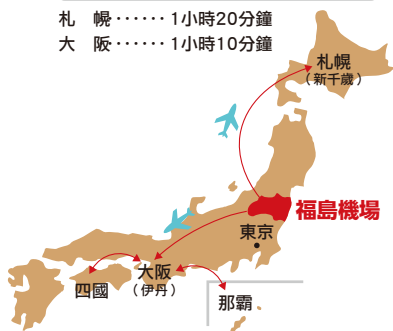 札　幌‥‥‥ 1小時20分鐘
大　阪‥‥‥ 1小時10分鐘
札幌
（新千歲）
福島機場
東京
大阪
（伊丹）
四國
那霸